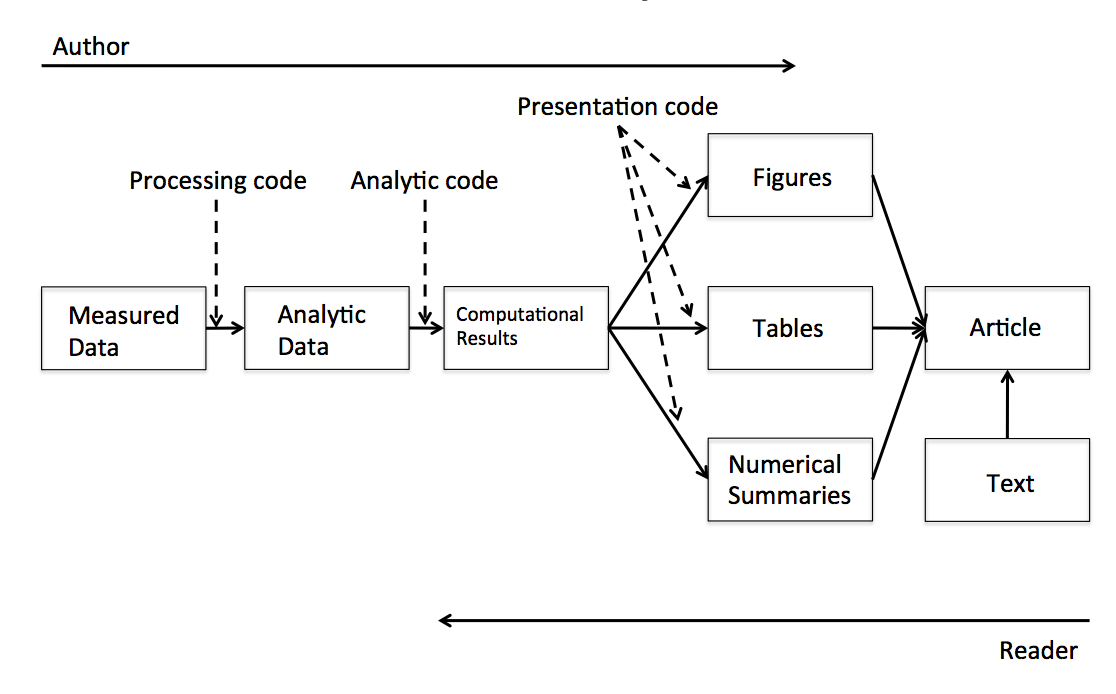 Author
Presentation code
Processing code
Analytic code
Figures
Measured
Data
Analytic
Data
Computational
Results
Tables
Article
Numerical
Summaries
Text
Reader